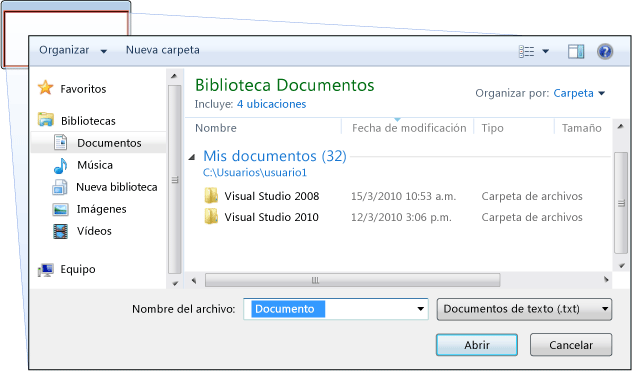 Organizar Nueva carpeta
Favoritos
Bibliotecas
Documentos
Música
Nueva biblioteca
Imágenes
Vídeos
Equipo
Biblioteca Documentos
Incluye: 4 ubicaciones
Organizar por: Carpeta
Nombre Fecha de modificación Tipo Tamaño
Mis documentos (32)
C:\Usuarios\usuario1
Visual Studio 2008 15/3/2010 10:53 a.m. Carpeta de archivos
Visual Studio 2010 12/3/2010 3:06 p.m. Carpeta de archivos
Nombre del archivo: Documento Documentos de texto (.txt)
Abrir Cancelar